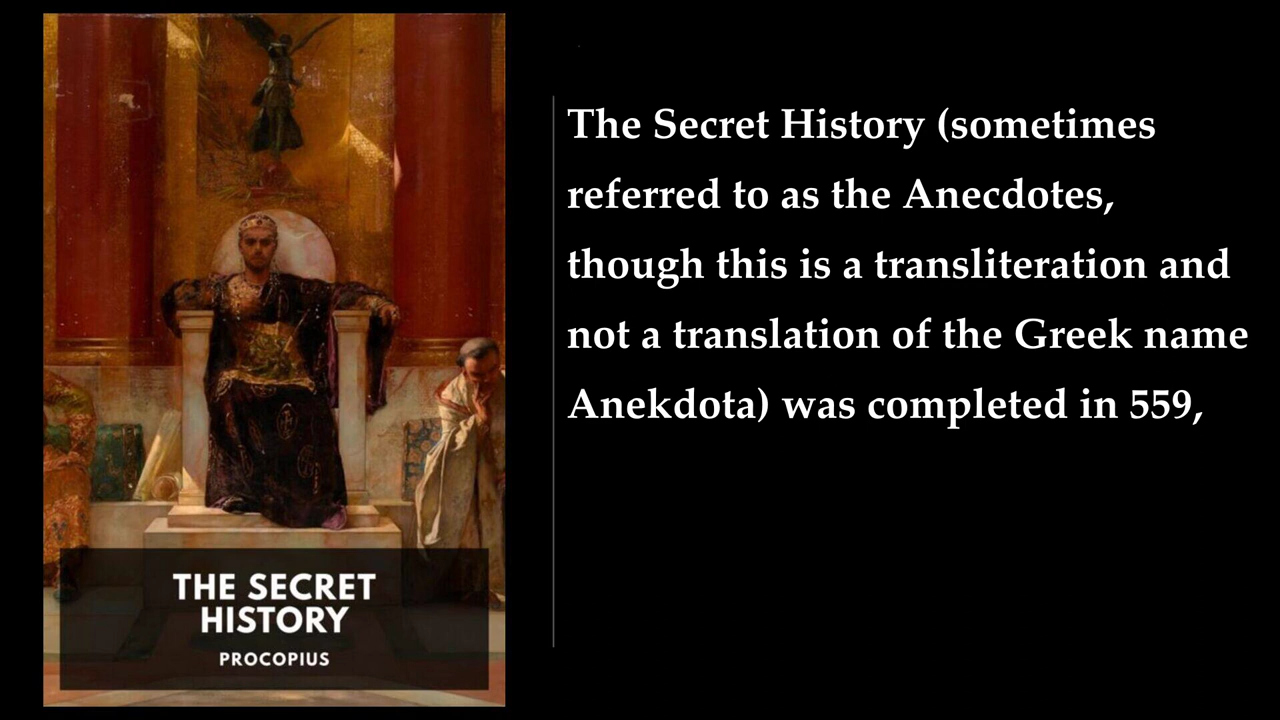 THE SECRET
HISTORY
PROCOPIUS
The Secret History (sometimes
referred to as the Anecdotes,
though this is a transliteration and
not a translation of the Greek name
Anekdota) was completed in 559,